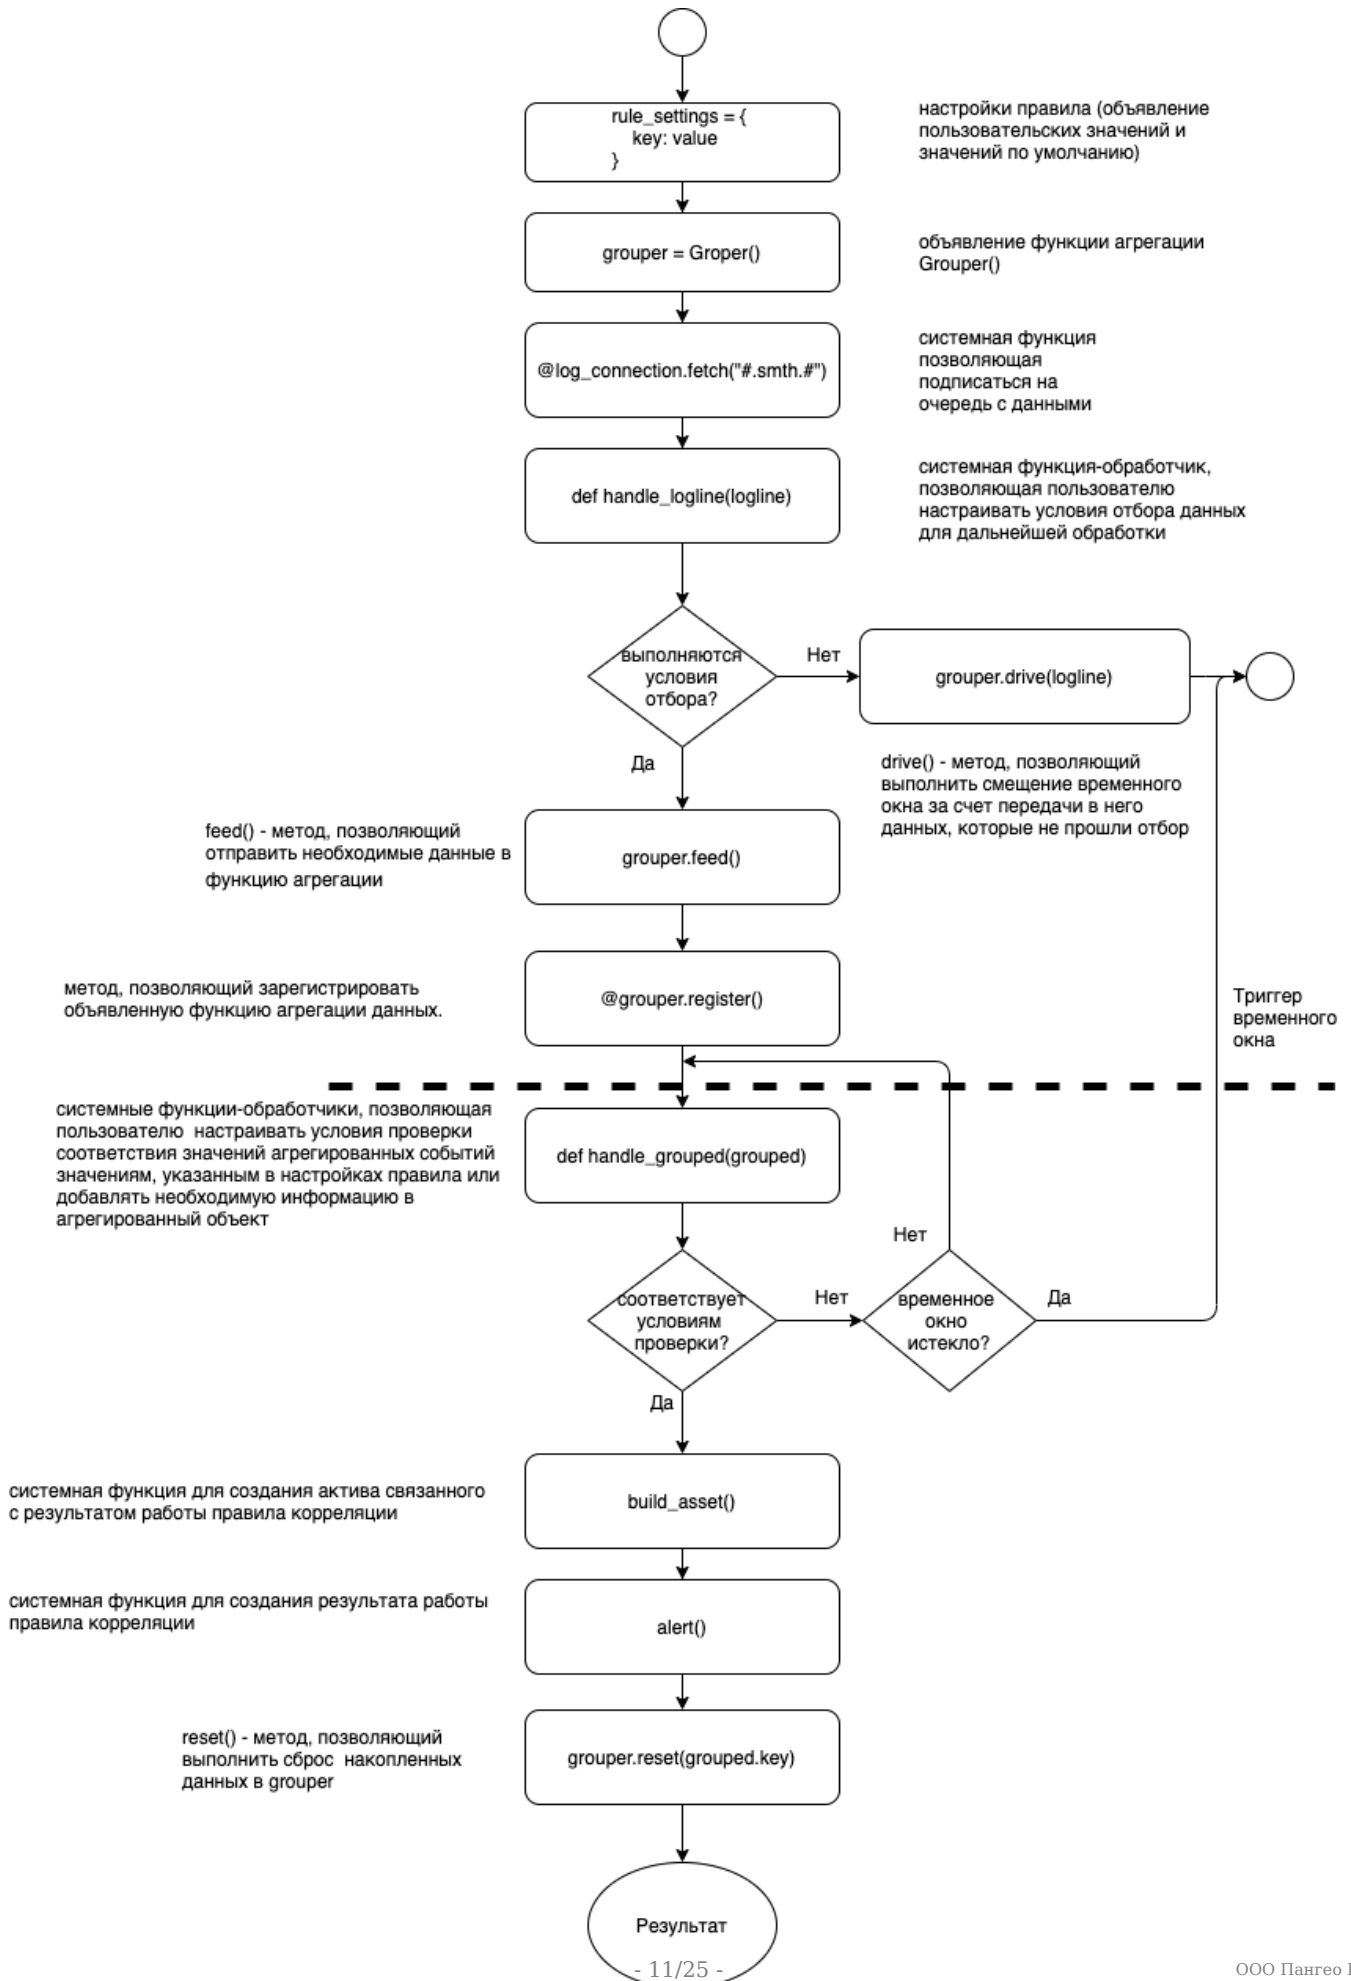 rule_settings = {
key: value
}
настройки правила (объявление
пользовательских значений и
значений по умолчанию)
grouper = Groper()
объявление функции агрегации
Grouper()
@log_connection.fetch("#.smth.#")
системная функция
позволяющая
подписаться на
очередь с данными
def handle_logline(logline)
системная функция-обработчик,
позволяющая пользователю
настраивать условия отбора данных
для дальнейшей обработки
выполняются
условия
отбора?
Нет
grouper.drive(logline)
Да
drive() - метод, позволяющий
выполнить смещение временного
окна за счет передачи в него
данных, которые не прошли отбор
feed() - метод, позволяющий
отправить необходимые данные в
функцию агрегации
grouper.feed()
метод, позволяющий зарегистрировать
объявленную функцию агрегации данных.
@grouper.register()
Триггер
временного
окна
системные функции-обработчики, позволяющая
пользователю настраивать условия проверки
соответствия значений агрегированных событий
значениям, указанным в настройках правила или
добавлять необходимую информацию в
агрегированный объект
def handle_grouped(grouped)
Нет
соответствует
условиям
проверки?
Нет
временное
окно
истекло?
Да
Да
системная функция для создания актива связанного
с результатом работы правила корреляции
build_asset()
системная функция для создания результата работы
правила корреляции
alert()
reset() - метод, позволяющий
выполнить сброс накопленных
данных в grouper
grouper.reset(grouped.key)
Результат
- 11/25 -
ООО Пангео